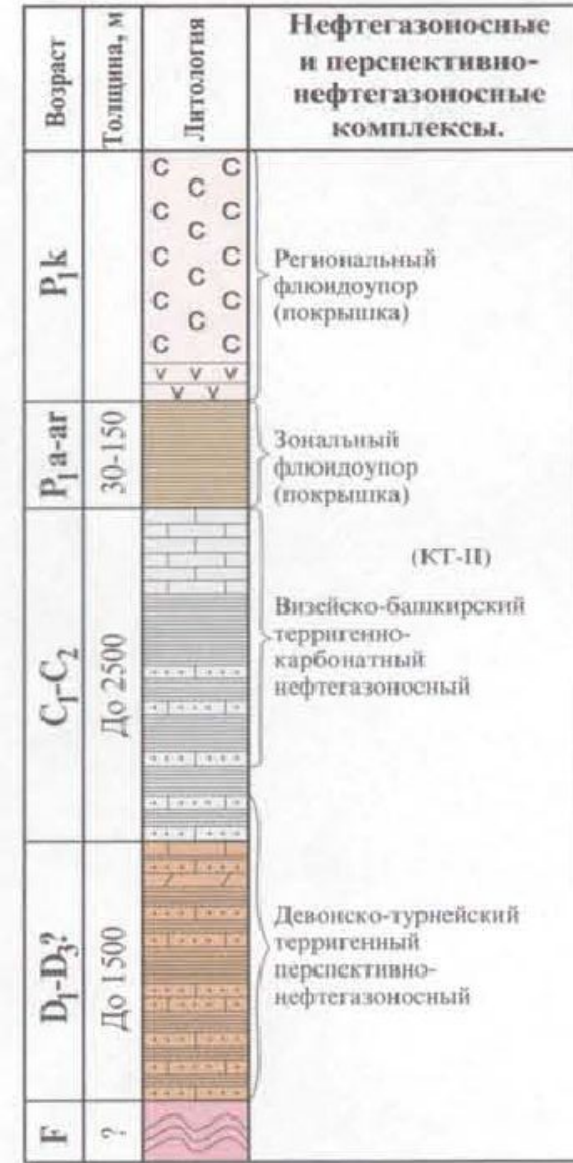 Возраст
Толщина, м
Литология
Нефтегазоносные
и перспективно-
нефтегазоносные
комплексы.
P₁k
С С
С
С С
С
С С
С
С С
С
С С
v v v
v v
Региональный
флюидоупор
(покрышка)
P₁a-ar
30-150
Зональный
флюидоупор
(покрышка)
C₁-C₂
До 2500
(КТ-II)
Визейско-башкирский
терригенно-
карбонатный
нефтегазоносный
D₁-D₃?
До 1500
Девонско-турнейский
терригенный
перспективно-
нефтегазоносный
F
?